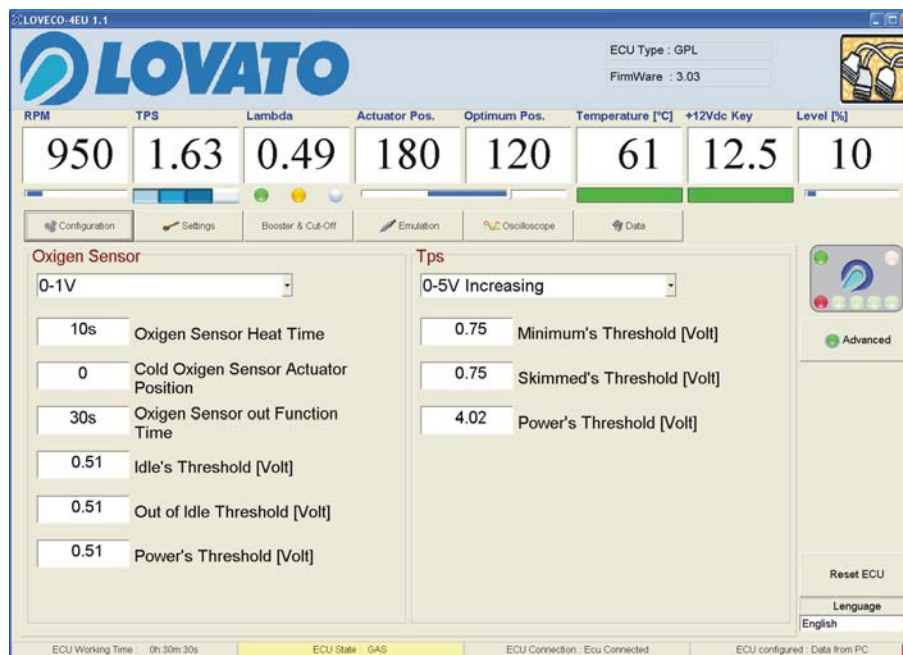 LOVECO-4EU 1.1
LOVATO
ECU Type : GPL
FirmWare : 3.03
RPM TPS Lambda Actuator Pos. Optimum Pos. Temperature [°C] +12Vdc Key Level [%]
950 1.63 0.49 180 120 61 12.5 10
Configuration Settings Booster & Cut-Off Emulation Oscilloscope Data
Oxigen Sensor
0-1V
10s Oxigen Sensor Heat Time
0 Cold Oxigen Sensor Actuator
Position
30s Oxigen Sensor out Function
Time
0.51 Idle's Threshold [Volt]
0.51 Out of Idle Threshold [Volt]
0.51 Power's Threshold [Volt]
Tps
0-5V Increasing
0.75 Minimum's Threshold [Volt]
0.75 Skimmed's Threshold [Volt]
4.02 Power's Threshold [Volt]
Advanced
Reset ECU
Lenguage
English
ECU Working Time : 0h:30m:30s ECU State : GAS ECU Connection : Ecu Connected ECU configured : Data from PC